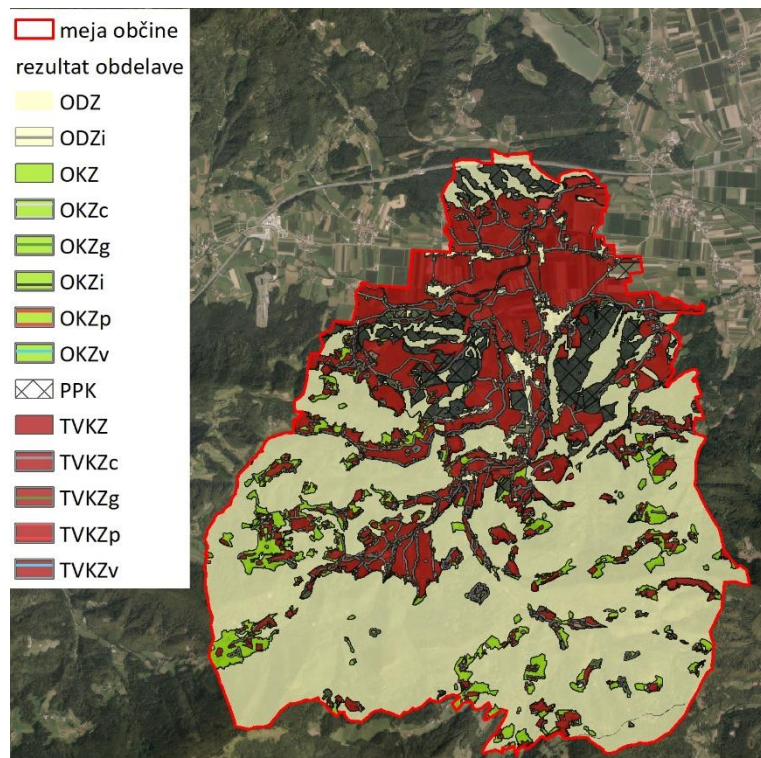 meja občine
rezultat obdelave
ODZ
ODZi
OKZ
OKZc
OKZg
OKZi
OKZp
OKZv
PPK
TVKZ
TVKZc
TVKZg
TVKZp
TVKZv